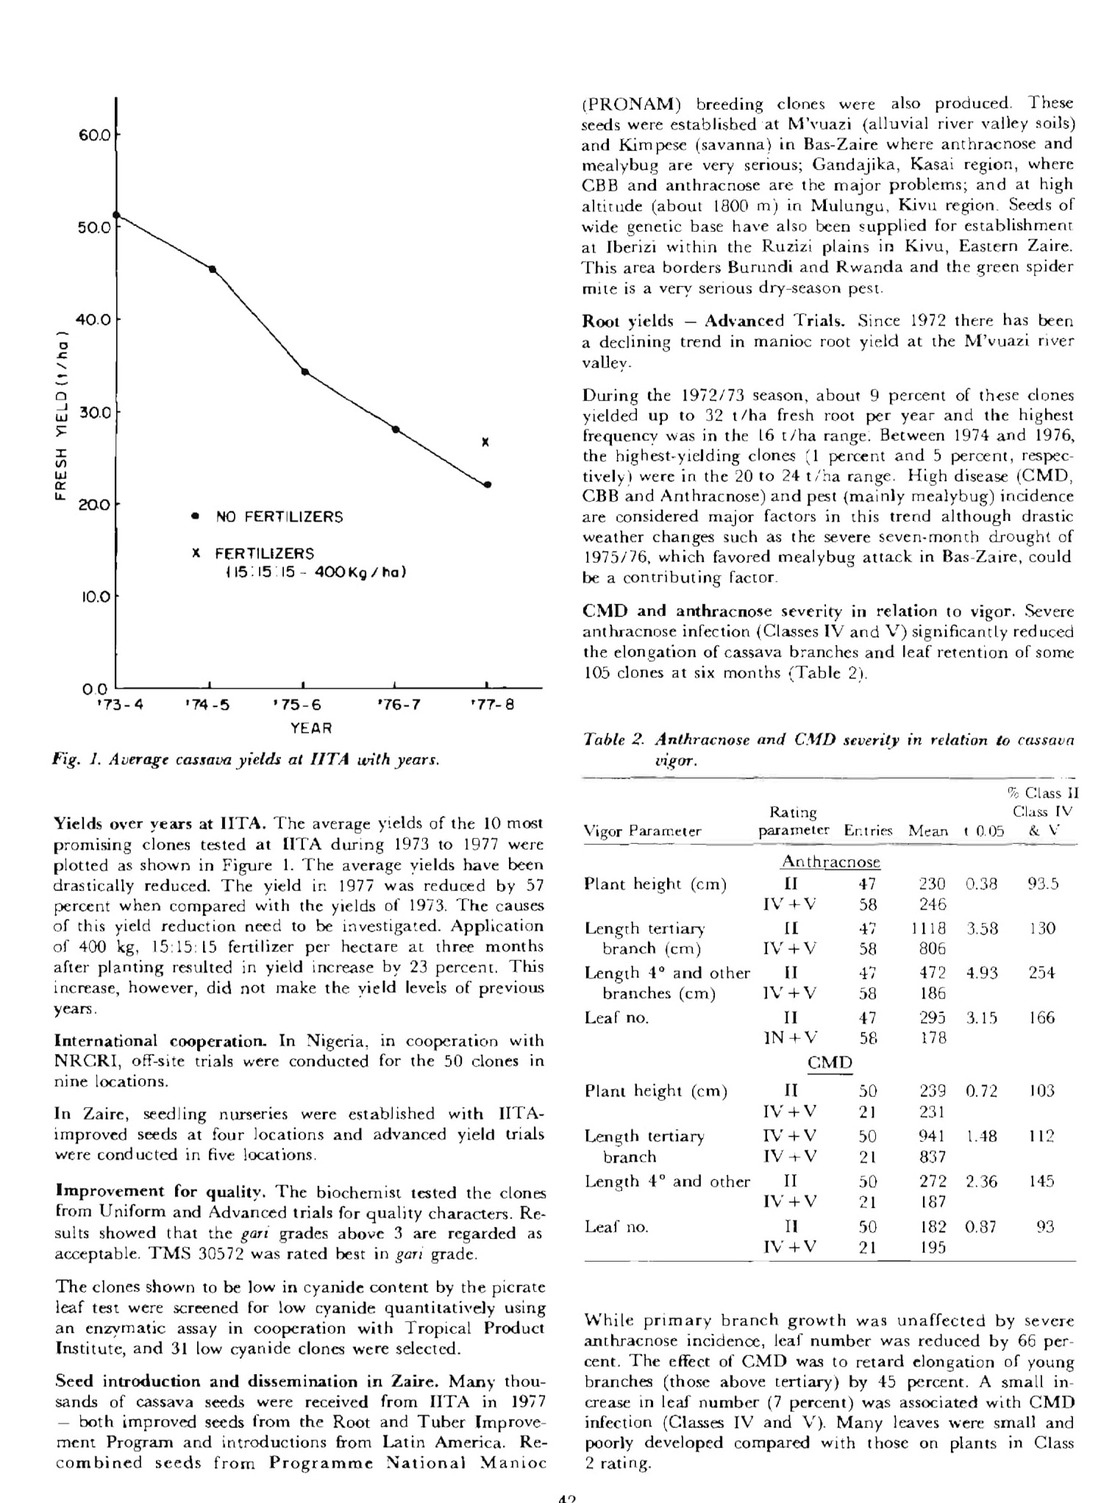 60.0
50.0
40.0
30.0
20.0
10.0
0.0
FRESH YIELD (t/ha)
x
• NO FERTILIZERS
x FERTILIZERS
(15:15:15 - 400Kg/ha)
'73-4 '74-5 '75-6 '76-7 '77-8
YEAR
Fig. 1. Average cassava yields at IITA with years.
Yields over years at IITA. The average yields of the 10 most
promising clones tested at IITA during 1973 to 1977 were
plotted as shown in Figure 1. The average yields have been
drastically reduced. The yield in 1977 was reduced by 57
percent when compared with the yields of 1973. The causes
of this yield reduction need to be investigated. Application
of 400 kg, 15:15:15 fertilizer per hectare at three months
after planting resulted in yield increase by 23 percent. This
increase, however, did not make the yield levels of previous
years.
International cooperation. In Nigeria, in cooperation with
NRCRI, off-site trials were conducted for the 50 clones in
nine locations.
In Zaire, seedling nurseries were established with IITA-
improved seeds at four locations and advanced yield trials
were conducted in five locations.
Improvement for quality. The biochemist tested the clones
from Uniform and Advanced trials for quality characters. Re-
sults showed that the gari grades above 3 are regarded as
acceptable. TMS 30572 was rated best in gari grade.
The clones shown to be low in cyanide content by the picrate
leaf test were screened for low cyanide quantitatively using
an enzymatic assay in cooperation with Tropical Product
Institute, and 31 low cyanide clones were selected.
Seed introduction and dissemination in Zaire. Many thou-
sands of cassava seeds were received from IITA in 1977
— both improved seeds from the Root and Tuber Improve-
ment Program and introductions from Latin America. Re-
combined seeds from Programme National Manioc
(PRONAM) breeding clones were also produced. These
seeds were established at M'vuazi (alluvial river valley soils)
and Kimpese (savanna) in Bas-Zaire where anthracnose and
mealybug are very serious; Gandajika, Kasai region, where
CBB and anthracnose are the major problems; and at high
altitude (about 1800 m) in Mulungu, Kivu region. Seeds of
wide genetic base have also been supplied for establishment
at Iberizi within the Ruzizi plains in Kivu, Eastern Zaire.
This area borders Burundi and Rwanda and the green spider
mite is a very serious dry-season pest.
Root yields — Advanced Trials. Since 1972 there has been
a declining trend in manioc root yield at the M'vuazi river
valley.
During the 1972/73 season, about 9 percent of these clones
yielded up to 32 t/ha fresh root per year and the highest
frequency was in the 16 t/ha range. Between 1974 and 1976,
the highest-yielding clones (1 percent and 5 percent, respec-
tively) were in the 20 to 24 t/ha range. High disease (CMD,
CBB and Anthracnose) and pest (mainly mealybug) incidence
are considered major factors in this trend although drastic
weather changes such as the severe seven-month drought of
1975/76, which favored mealybug attack in Bas-Zaire, could
be a contributing factor.
CMD and anthracnose severity in relation to vigor. Severe
anthracnose infection (Classes IV and V) significantly reduced
the elongation of cassava branches and leaf retention of some
105 clones at six months (Table 2).
Table 2. Anthracnose and CMD severity in relation to cassava
vigor.
% Class II
Rating Class IV
Vigor Parameter parameter Entries Mean t 0.05 & V
Anthracnose
Plant height (cm) II 47 230 0.38 93.5
IV + V 58 246
Length tertiary II 47 1118 3.58 130
branch (cm) IV + V 58 806
Length 4° and other II 47 472 4.93 254
branches (cm) IV + V 58 186
Leaf no. II 47 295 3.15 166
IN + V 58 178
CMD
Plant height (cm) II 50 239 0.72 103
IV + V 21 231
Length tertiary IV + V 50 941 1.48 112
branch IV + V 21 837
Length 4° and other II 50 272 2.36 145
IV + V 21 187
Leaf no. II 50 182 0.87 93
IV + V 21 195
While primary branch growth was unaffected by severe
anthracnose incidence, leaf number was reduced by 66 per-
cent. The effect of CMD was to retard elongation of young
branches (those above tertiary) by 45 percent. A small in-
crease in leaf number (7 percent) was associated with CMD
infection (Classes IV and V). Many leaves were small and
poorly developed compared with those on plants in Class
2 rating.
42